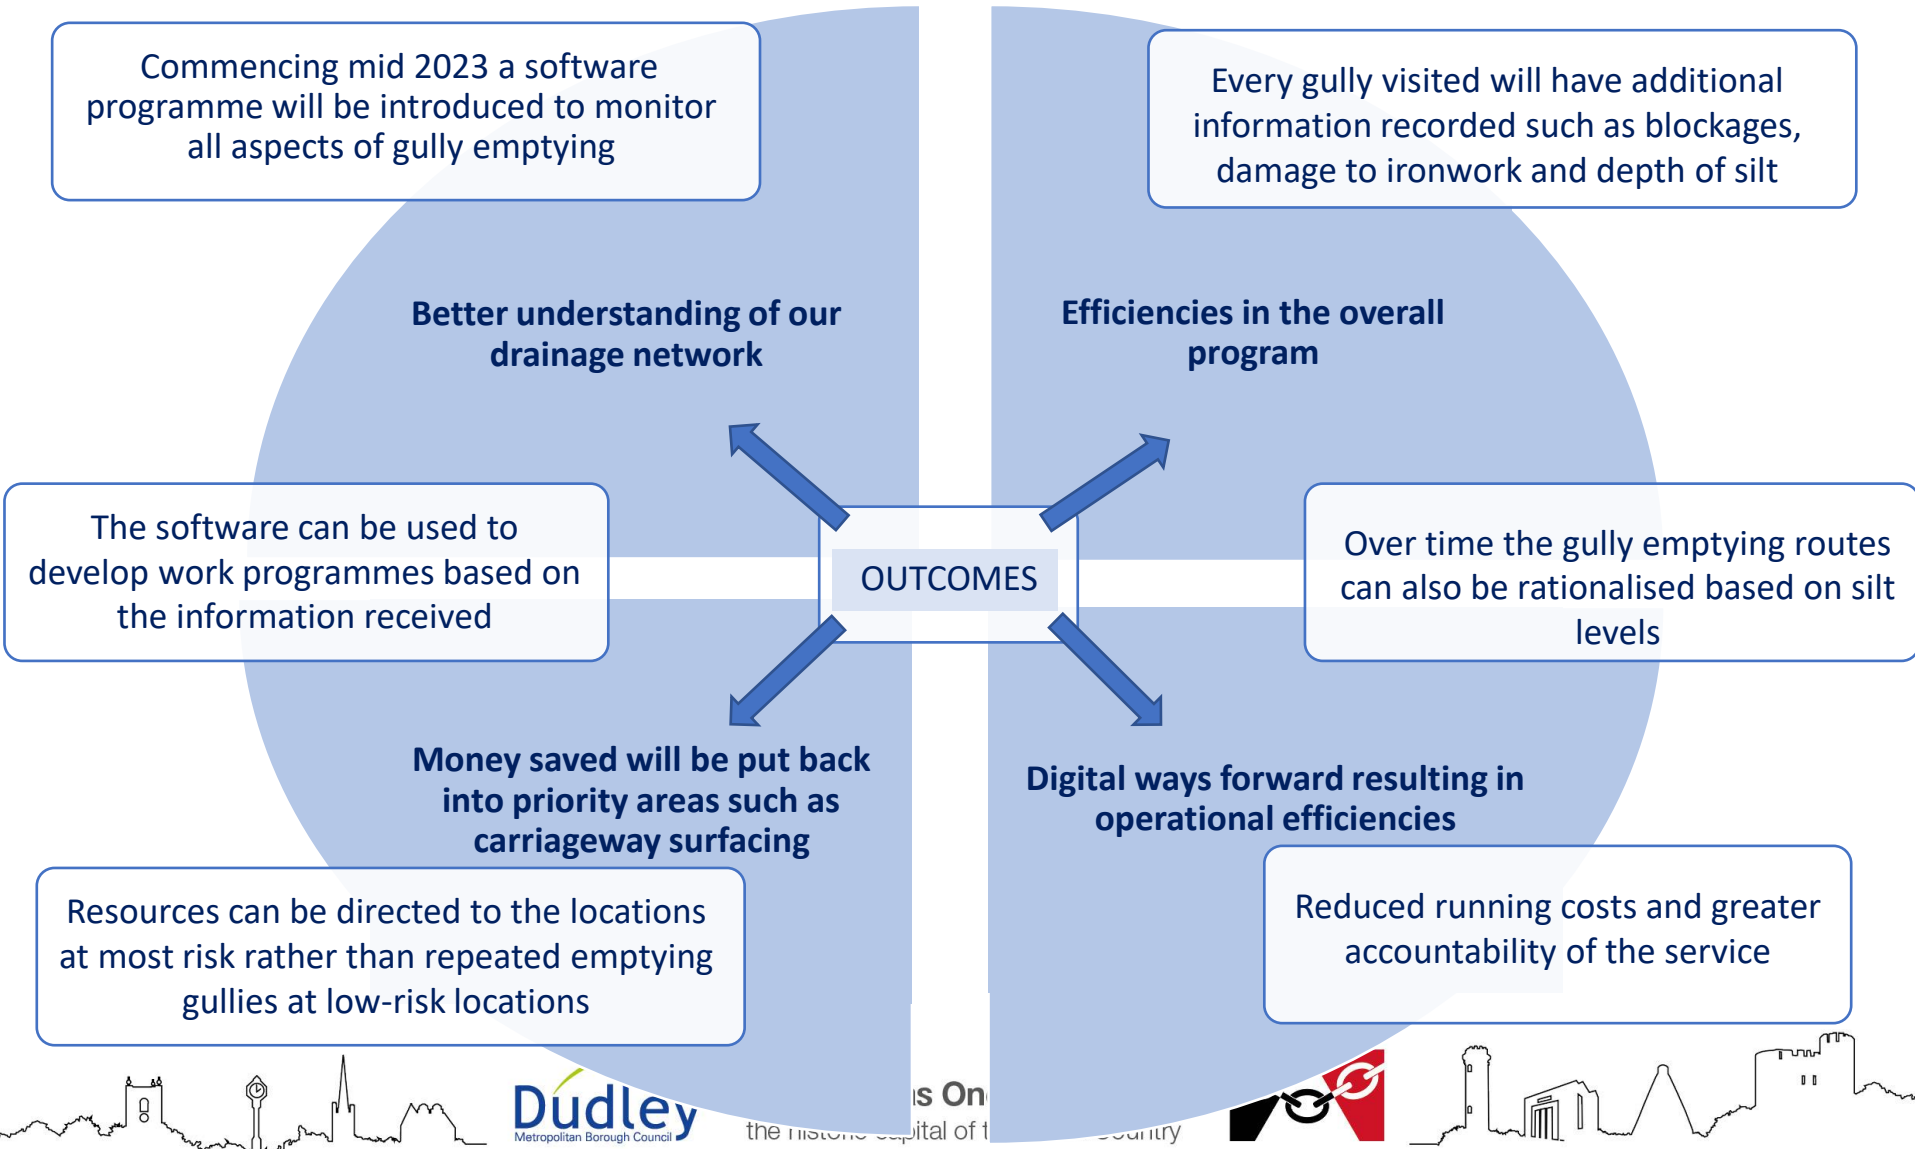 Commencing mid 2023 a software
programme will be introduced to monitor
all aspects of gully emptying
Every gully visited will have additional
information recorded such as blockages,
damage to ironwork and depth of silt
Better understanding of our
drainage network
Efficiencies in the overall
program
The software can be used to
develop work programmes based on
the information received
OUTCOMES
Over time the gully emptying routes
can also be rationalised based on silt
levels
Money saved will be put back
into priority areas such as
carriageway surfacing
Digital ways forward resulting in
operational efficiencies
Resources can be directed to the locations
at most risk rather than repeated emptying
gullies at low-risk locations
Reduced running costs and greater
accountability of the service
Dudley
Metropolitan Borough Council
the historic capital of